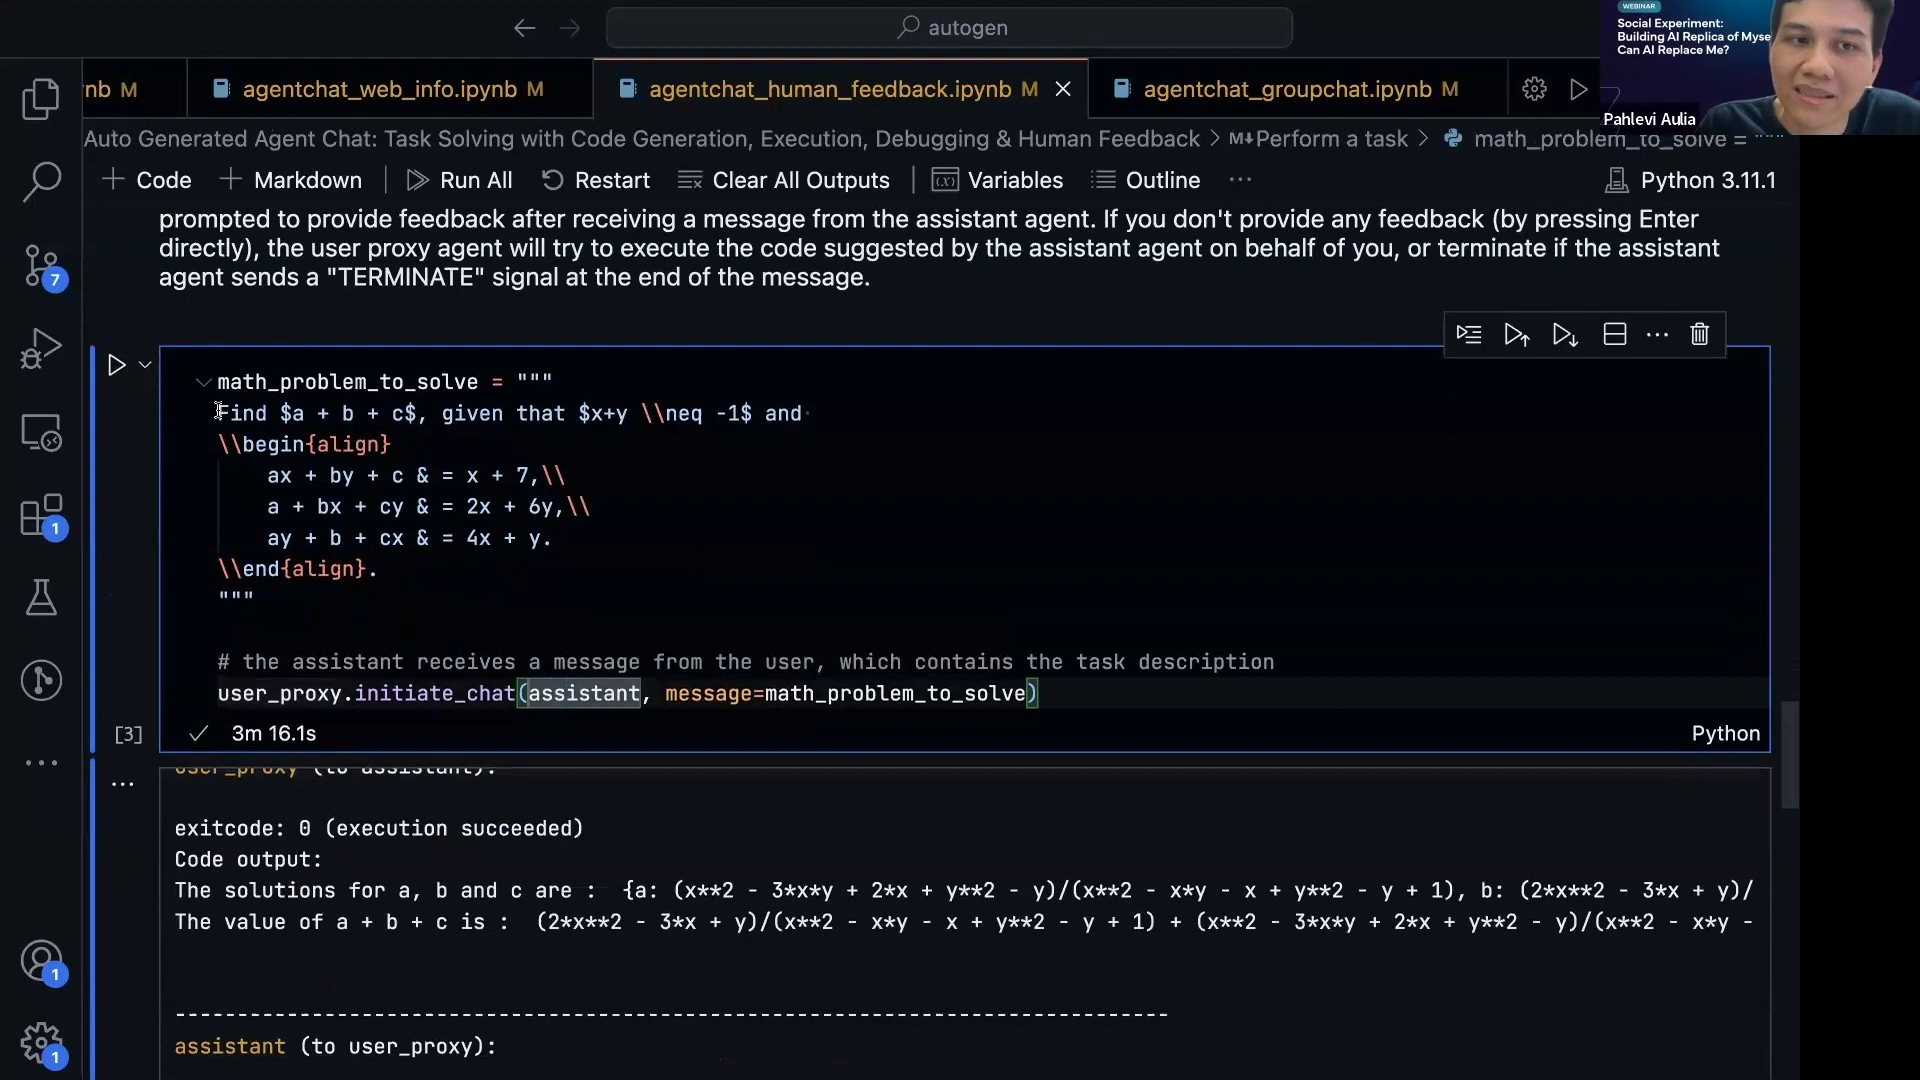 autogen
WEBINAR
Social Experiment:
Building AI Replica of Myse
Can AI Replace Me?
Pahlevi Aulia
nb M
agentchat_web_info.ipynb M
agentchat_human_feedback.ipynb M
agentchat_groupchat.ipynb M
Auto Generated Agent Chat: Task Solving with Code Generation, Execution, Debugging & Human Feedback > M↓Perform a task > math_problem_to_solve = """
+ Code + Markdown | Run All Restart Clear All Outputs | Variables Outline ... Python 3.11.1
prompted to provide feedback after receiving a message from the assistant agent. If you don't provide any feedback (by pressing Enter
directly), the user proxy agent will try to execute the code suggested by the assistant agent on behalf of you, or terminate if the assistant
agent sends a "TERMINATE" signal at the end of the message.
math_problem_to_solve = """
Find $a + b + c$, given that $x+y \\neq -1$ and
\\begin{align}
ax + by + c & = x + 7,\\
a + bx + cy & = 2x + 6y,\\
ay + b + cx & = 4x + y.
\\end{align}.
"""
# the assistant receives a message from the user, which contains the task description
user_proxy.initiate_chat(assistant, message=math_problem_to_solve)
[3] 3m 16.1s Python
user_proxy (to assistant):
exitcode: 0 (execution succeeded)
Code output:
The solutions for a, b and c are : {a: (x**2 - 3*x*y + 2*x + y**2 - y)/(x**2 - x*y - x + y**2 - y + 1), b: (2*x**2 - 3*x + y)/
The value of a + b + c is : (2*x**2 - 3*x + y)/(x**2 - x*y - x + y**2 - y + 1) + (x**2 - 3*x*y + 2*x + y**2 - y)/(x**2 - x*y -
--------------------------------------------------------------------------------
assistant (to user_proxy):
7
1
1
1